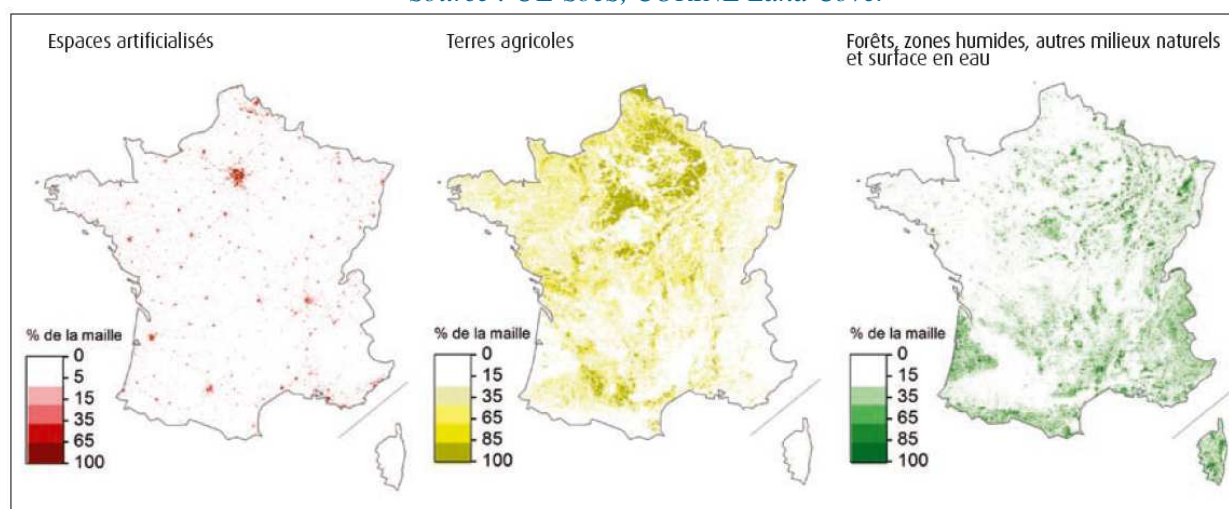 Espaces artificialisés
Terres agricoles
Forêts, zones humides, autres milieux naturels
et surface en eau
% de la maille
0
5
15
35
65
100
% de la maille
0
15
35
65
85
100
% de la maille
0
15
35
65
85
100